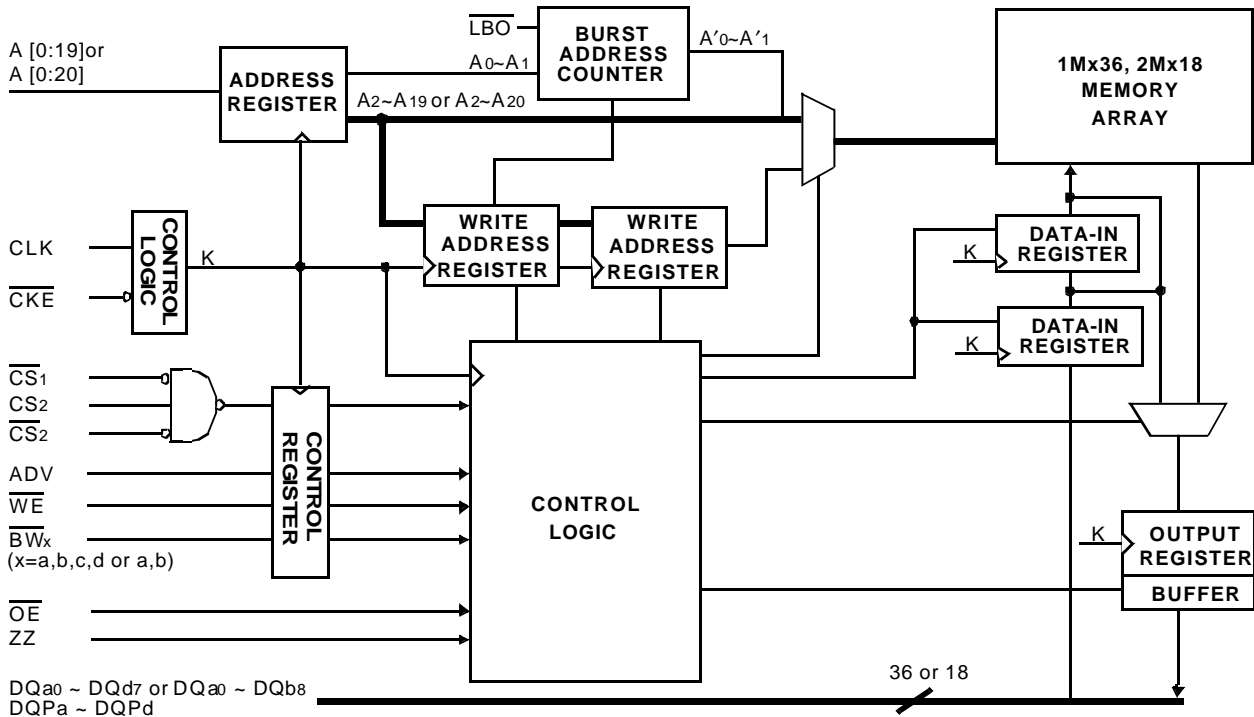 A [0:19]or
A [0:20]
ADDRESS
REGISTER
LBO
A0~A1
BURST
ADDRESS
COUNTER
A′0~A′1
A2~A19 or A2~A20
1Mx36, 2Mx18
MEMORY
ARRAY
CLK
CKE
CONTROL
LOGIC
K
WRITE
ADDRESS
REGISTER
WRITE
ADDRESS
REGISTER
K
DATA-IN
REGISTER
K
DATA-IN
REGISTER
CS1
CS2
CS2
ADV
WE
BWx
(x=a,b,c,d or a,b)
CONTROL
REGISTER
CONTROL
LOGIC
K
OUTPUT
REGISTER
BUFFER
OE
ZZ
DQa0 ~ DQd7 or DQa0 ~ DQb8
DQPa ~ DQPd
36 or 18